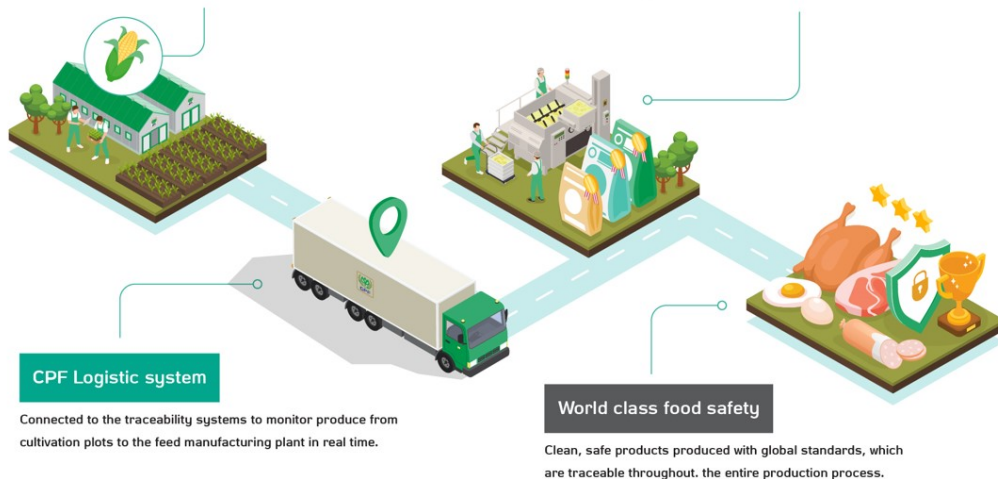 CPF Logistic system
Connected to the traceability systems to monitor produce from
cultivation plots to the feed manufacturing plant in real time.
World class food safety
Clean, safe products produced with global standards, which
are traceable throughout. the entire production process.